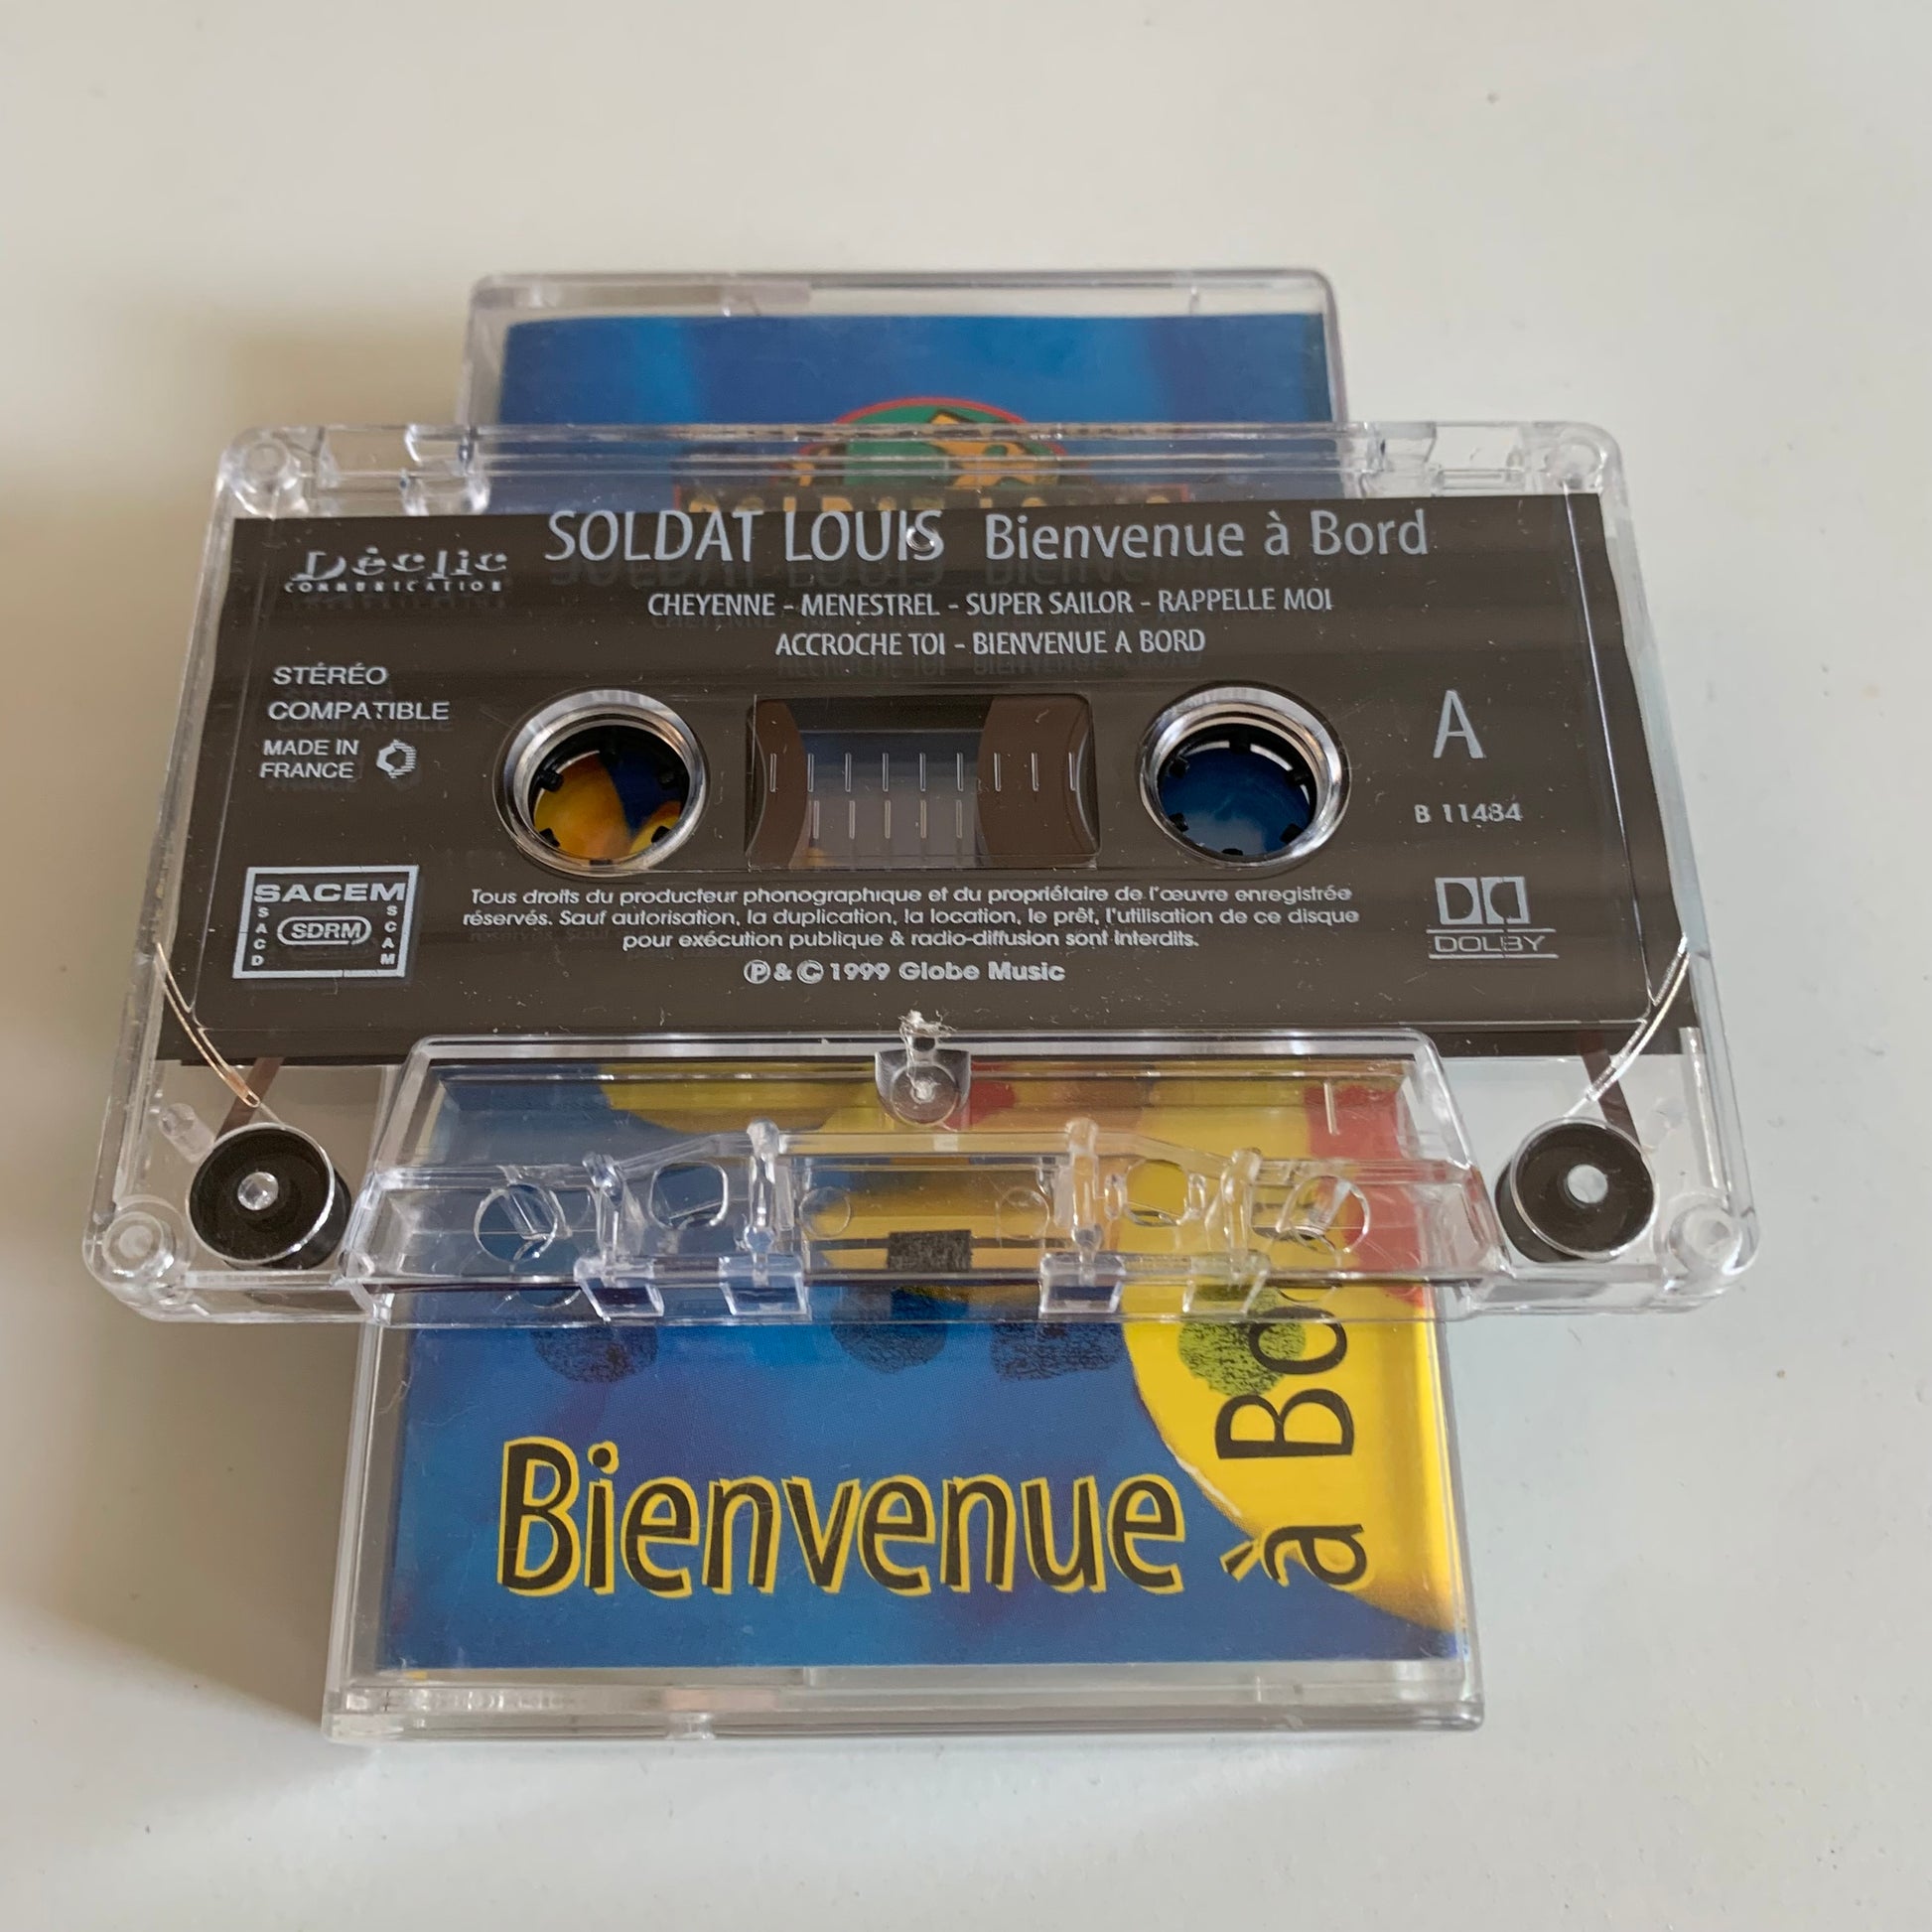 SOLDAT LOUIS
Déclic
COMMUNICATION
SOLDAT LOUIS Bienvenue à Bord
CHEYENNE - MENESTREL - SUPER SAILOR - RAPPELLE MOI
ACCROCHE TOI - BIENVENUE A BORD
STÉRÉO
COMPATIBLE
MADE IN
FRANCE
A
B 11484
SACEM
SACD
SDRM
SCAM
Tous droits du producteur phonographique et du propriétaire de l'œuvre enregistrée
réservés. Sauf autorisation, la duplication, la location, le prêt, l'utilisation de ce disque
pour exécution publique & radio-diffusion sont interdits.
℗ & © 1999 Globe Music
DOLBY
Bienvenue
à Bo